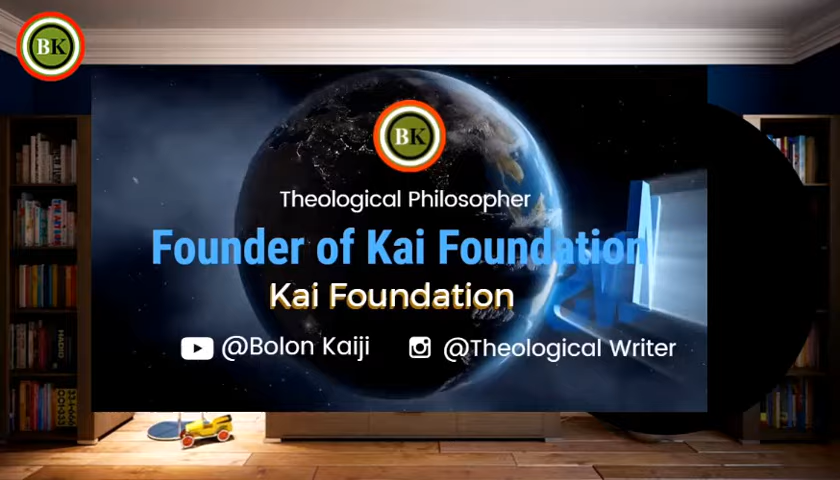 BK
BK
Theological Philosopher
Founder of Kai Foundation
Kai Foundation
@Bolon Kaiji
@Theological Writer